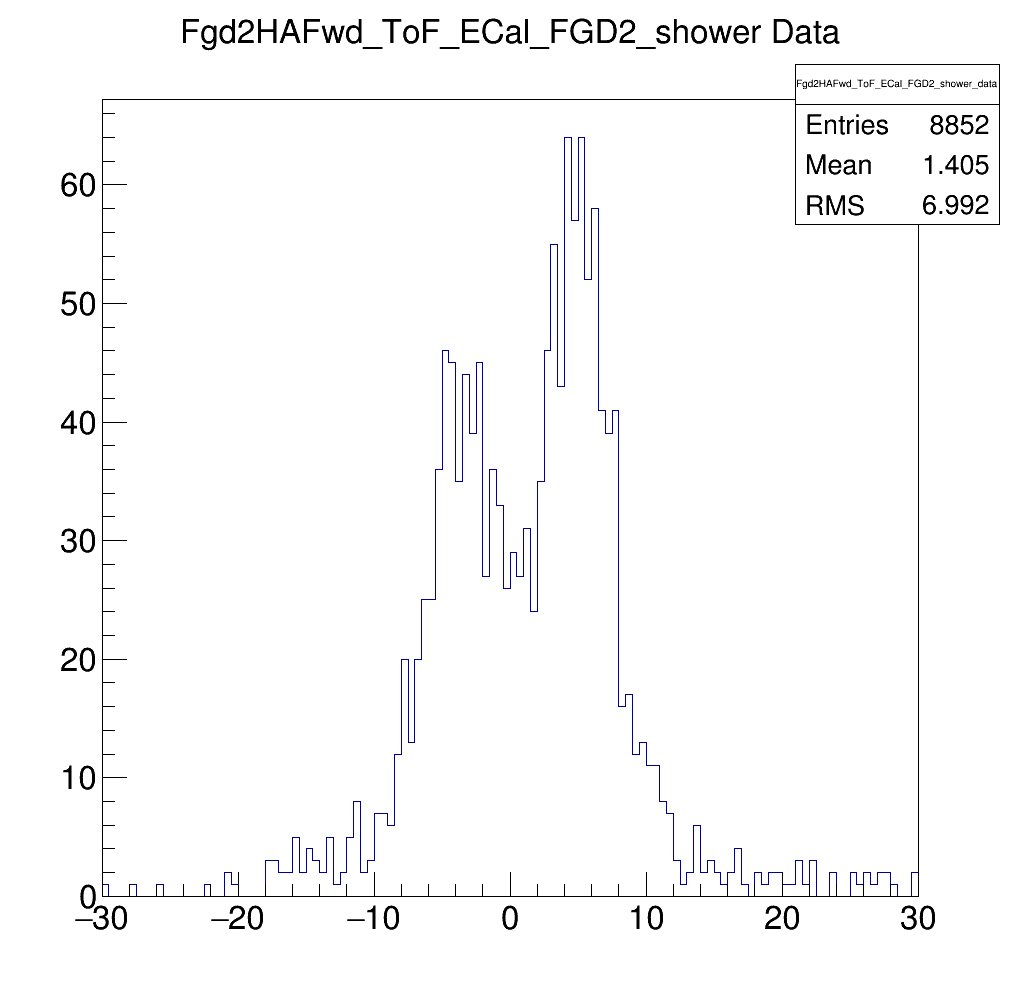 Fgd2HAFwd_ToF_ECal_FGD2_shower Data
Fgd2HAFwd_ToF_ECal_FGD2_shower_data
Entries 8852
Mean 1.405
RMS 6.992
60
50
40
30
20
10
0
−30 −20 −10 0 10 20 30